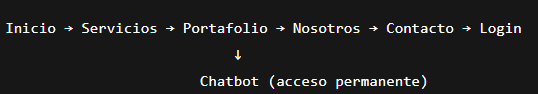 Inicio → Servicios → Portafolio → Nosotros → Contacto → Login
↓
Chatbot (acceso permanente)